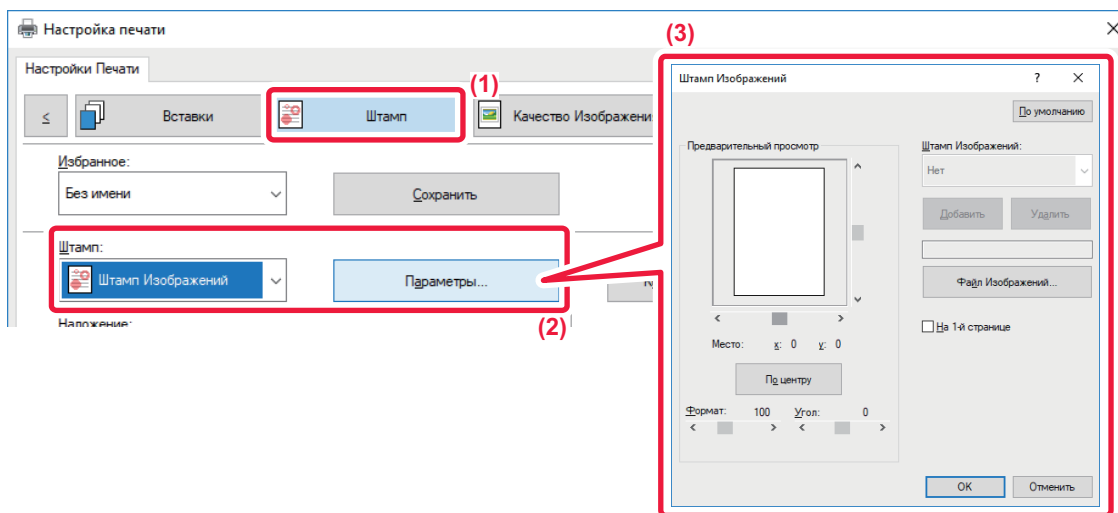 Настройка печати
Настройки Печати
(1)
(3)
< Вставки Штамп Качество Изображени
Избранное:
Без имени Сохранить
Штамп:
Штамп Изображений Параметры...
(2)
Наложение:
Штамп Изображений ? X
По умолчанию
Предварительный просмотр
Штамп Изображений:
Нет
Добавить Удалить
Файл Изображений...
На 1-й странице
Место: x: 0 y: 0
По центру
Формат: 100 Угол: 0
OK Отменить